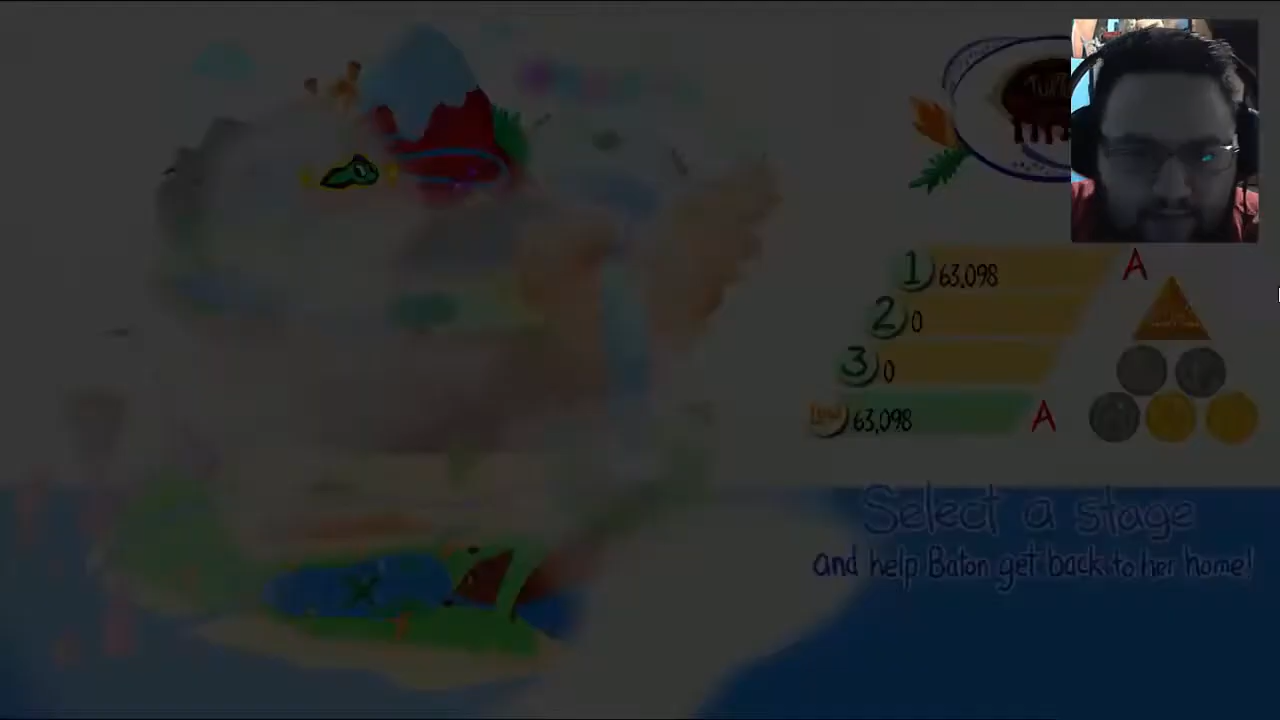 1 63,098 A
2 0
3 0
63,098 A
Select a stage
and help Baton get back to her home!